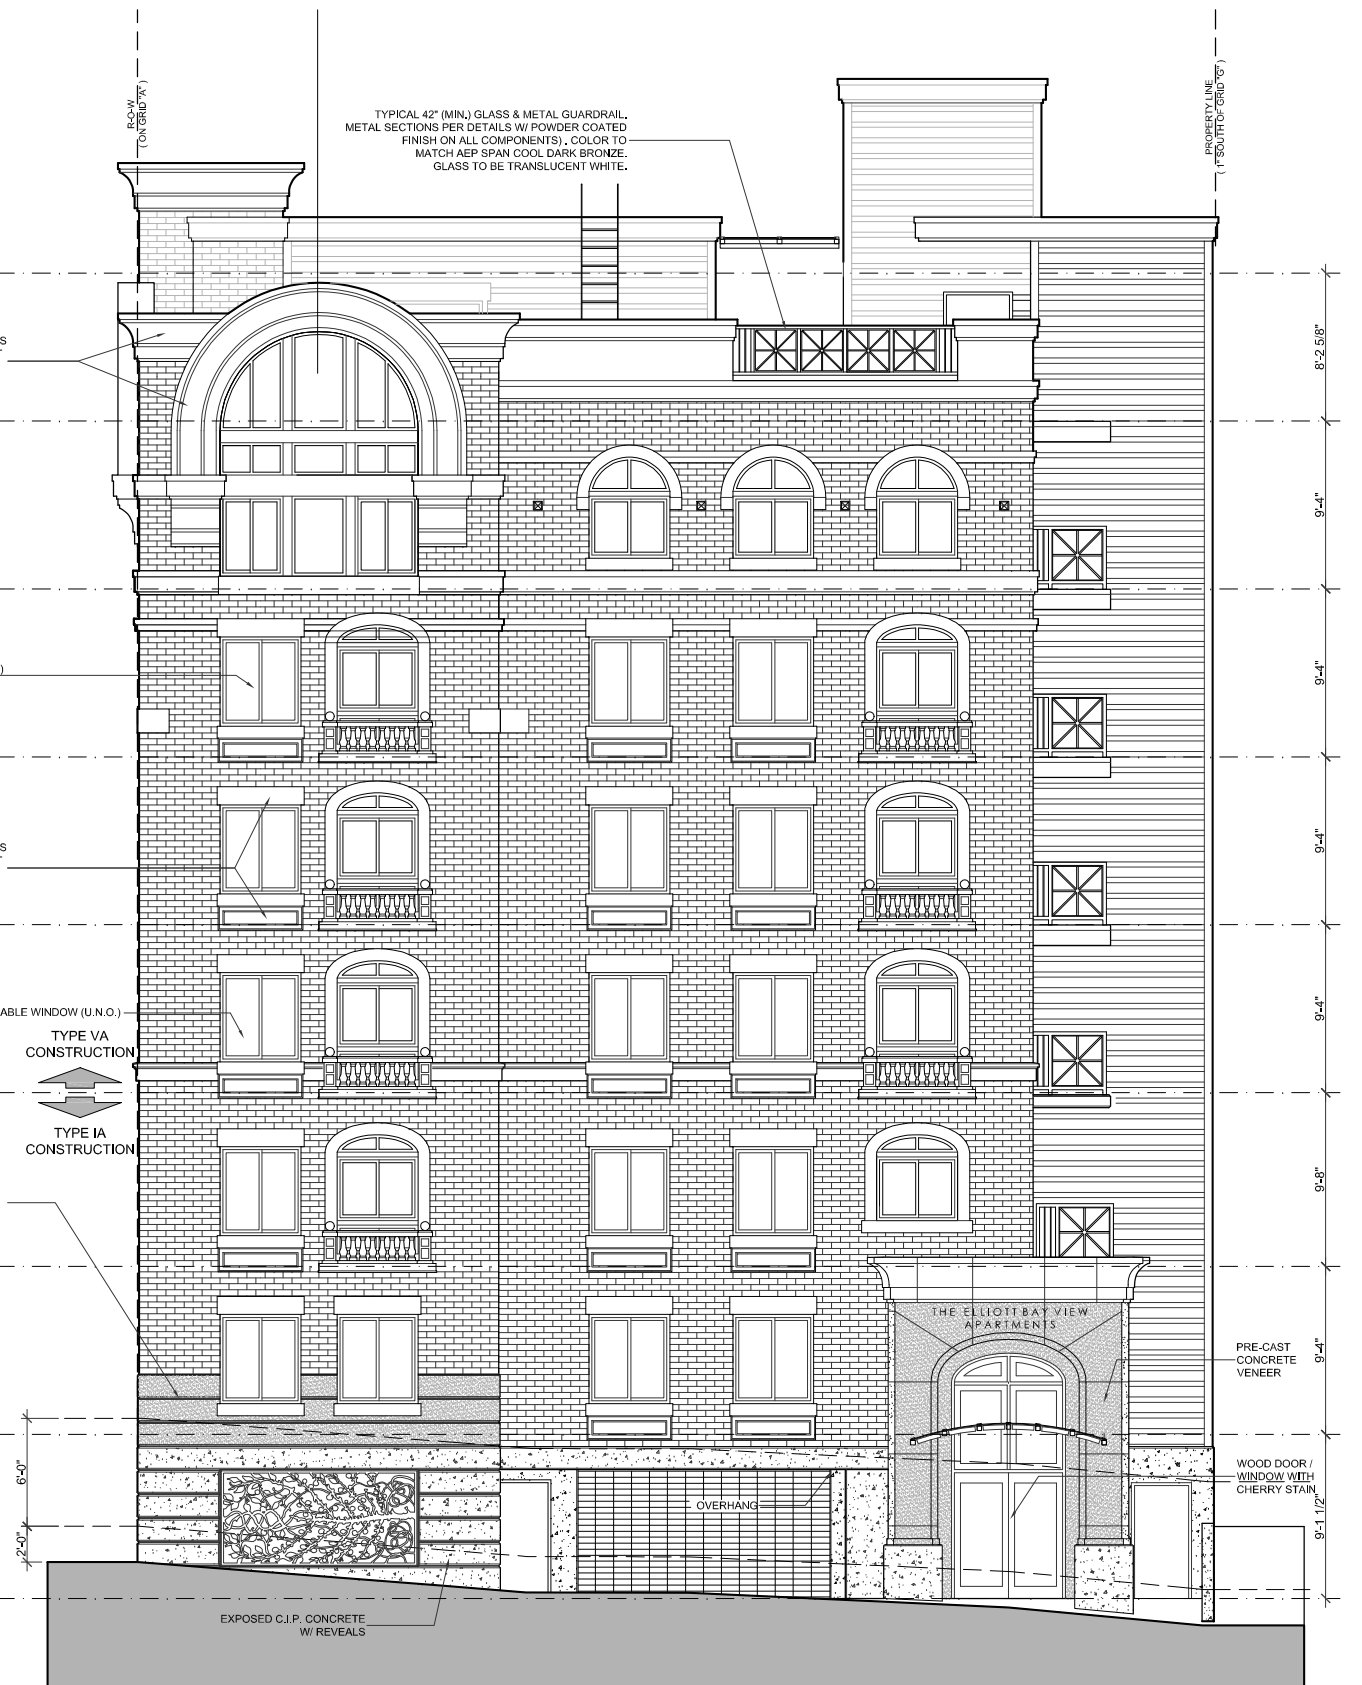 R-O-W
( ON GRID "A" )
PROPERTY LINE
( 1" SOUTH OF GRID "G" )
TYPICAL 42" (MIN.) GLASS & METAL GUARDRAIL.
METAL SECTIONS PER DETAILS W/ POWDER COATED
FINISH ON ALL COMPONENTS). COLOR TO
MATCH AEP SPAN COOL DARK BRONZE.
GLASS TO BE TRANSLUCENT WHITE.
S
8'-2 5/8"
9'-4"
)
9'-4"
S
9'-4"
ABLE WINDOW (U.N.O.)
9'-4"
TYPE VA
CONSTRUCTION
TYPE IA
CONSTRUCTION
9'-8"
THE ELLIOTT BAY VIEW
APARTMENTS
PRE-CAST
CONCRETE
VENEER
9'-4"
6'-0"
WOOD DOOR /
WINDOW WITH
CHERRY STAIN
OVERHANG
2'-0"
9'-1 1/2"
EXPOSED C.I.P. CONCRETE
W/ REVEALS